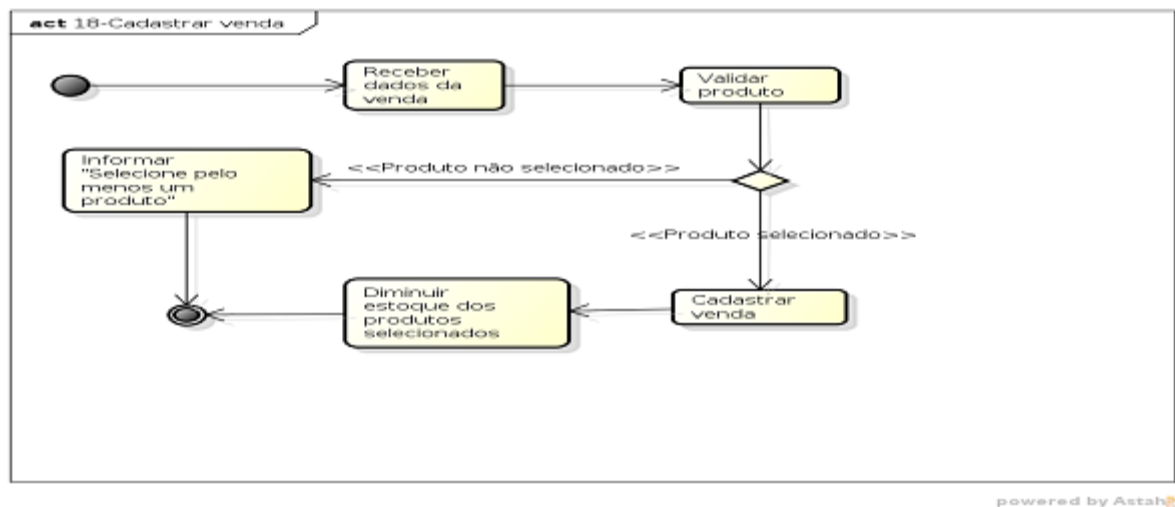 act 18-Cadastrar venda
Receber
dados da
venda
Validar
produto
Informar
"Selecione pelo
menos um
produto"
<<Produto não selecionado>>
<<Produto selecionado>>
Diminuir
estoque dos
produtos
selecionados
Cadastrar
venda
powered by Astah